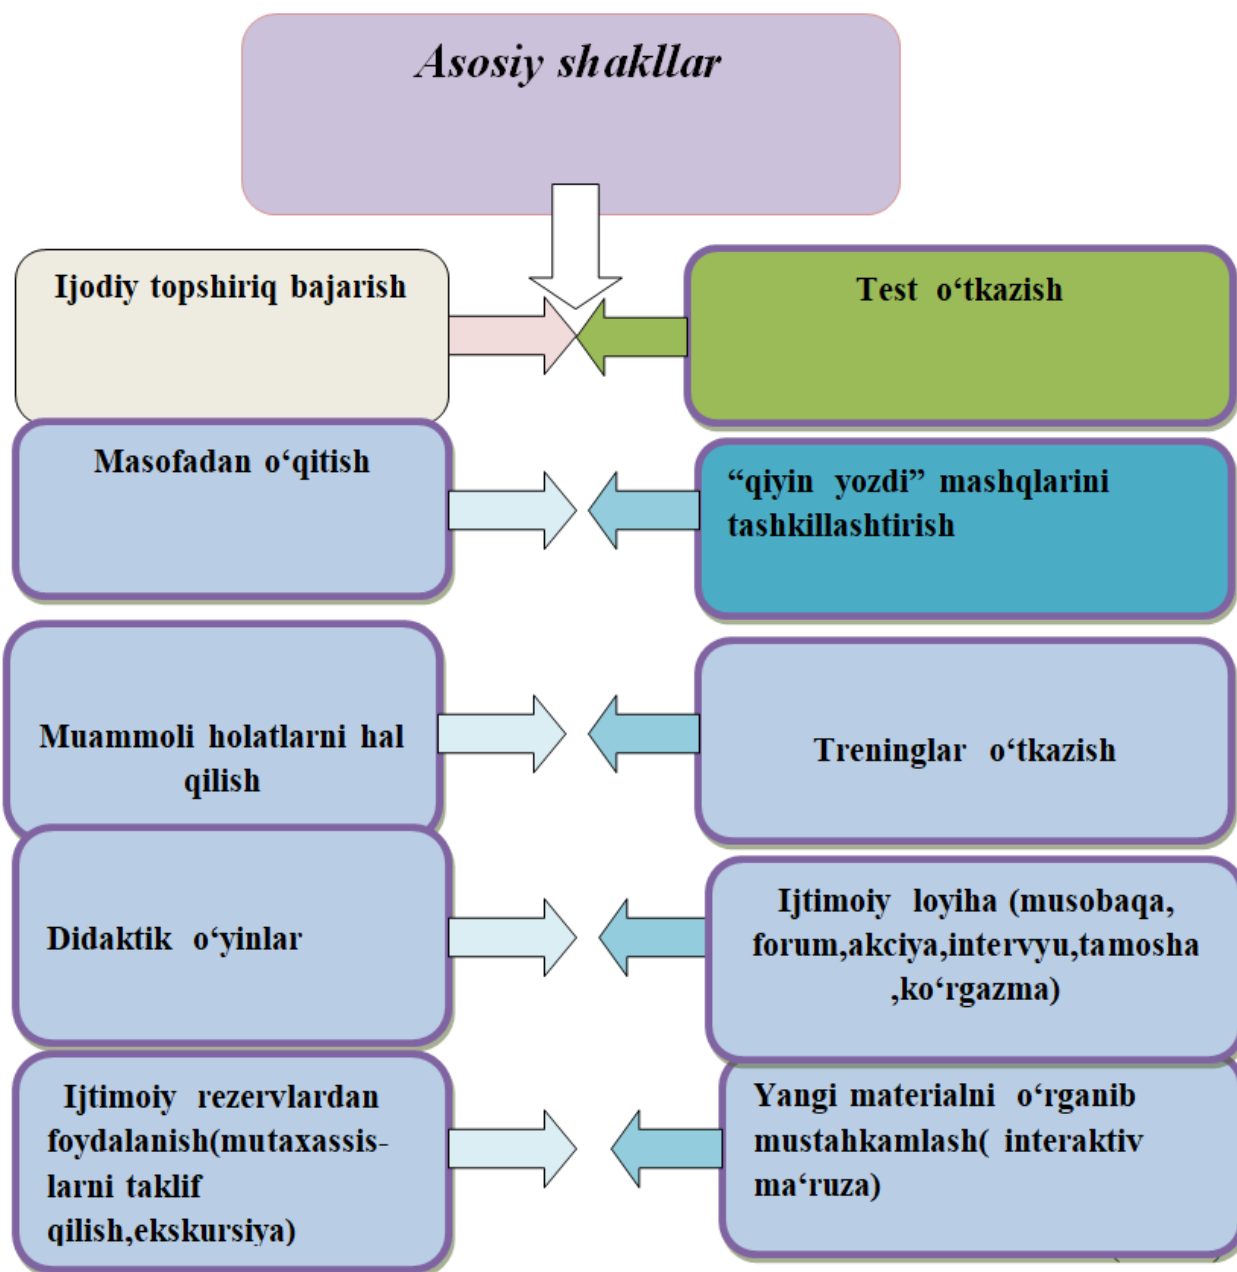 Asosiy shakllar
Ijodiy topshiriq bajarish
Test o‘tkazish
Masofadan o‘qitish
“qiyin yozdi” mashqlarini
tashkillashtirish
Muammoli holatlarni hal
qilish
Treninglar o‘tkazish
Didaktik o‘yinlar
Ijtimoiy loyiha (musobaqa,
forum,akciya,intervyu,tamosha
,ko‘rgazma)
Ijtimoiy rezervlardan
foydalanish(mutaxassis-
larni taklif
qilish,ekskursiya)
Yangi materialni o‘rganib
mustahkamlash( interaktiv
ma‘ruza)